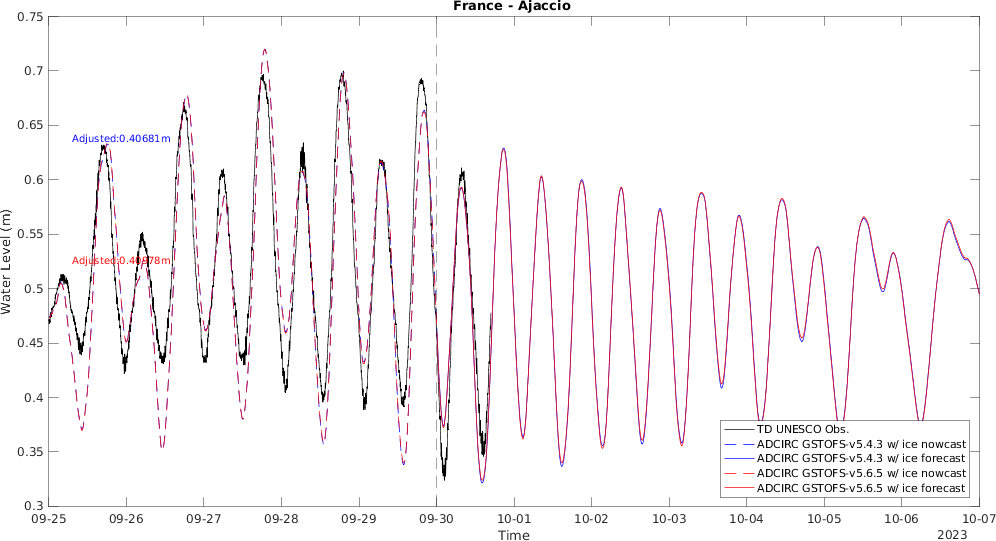 France - Ajaccio
Water Level (m)
0.75
0.7
0.65
0.6
0.55
0.5
0.45
0.4
0.35
0.3
Adjusted:0.40681m
Adjusted:0.40978m
TD UNESCO Obs.
ADCIRC GSTOFS-v5.4.3 w/ ice nowcast
ADCIRC GSTOFS-v5.4.3 w/ ice forecast
ADCIRC GSTOFS-v5.6.5 w/ ice nowcast
ADCIRC GSTOFS-v5.6.5 w/ ice forecast
09-25 09-26 09-27 09-28 09-29 09-30 10-01 10-02 10-03 10-04 10-05 10-06 10-07
Time
2023